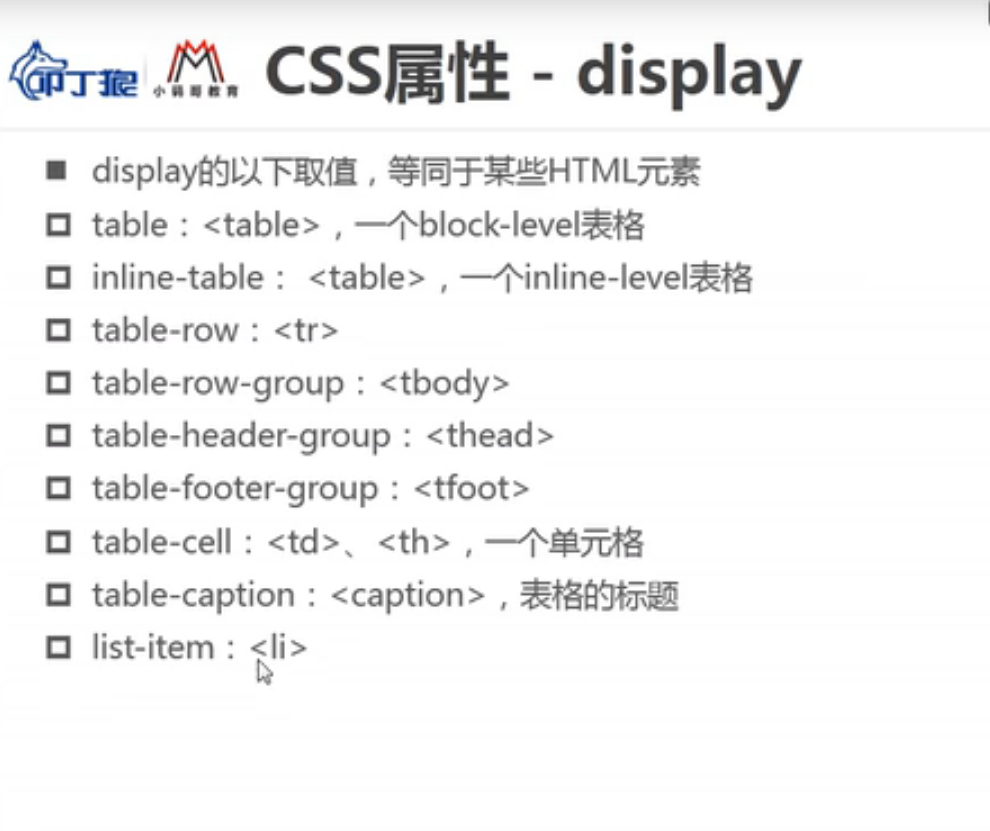 叩丁狼
小码哥教育
CSS属性 - display
display的以下取值，等同于某些HTML元素
table：<table>，一个block-level表格
inline-table： <table>，一个inline-level表格
table-row：<tr>
table-row-group：<tbody>
table-header-group：<thead>
table-footer-group：<tfoot>
table-cell：<td>、<th>，一个单元格
table-caption：<caption>，表格的标题
list-item：<li>